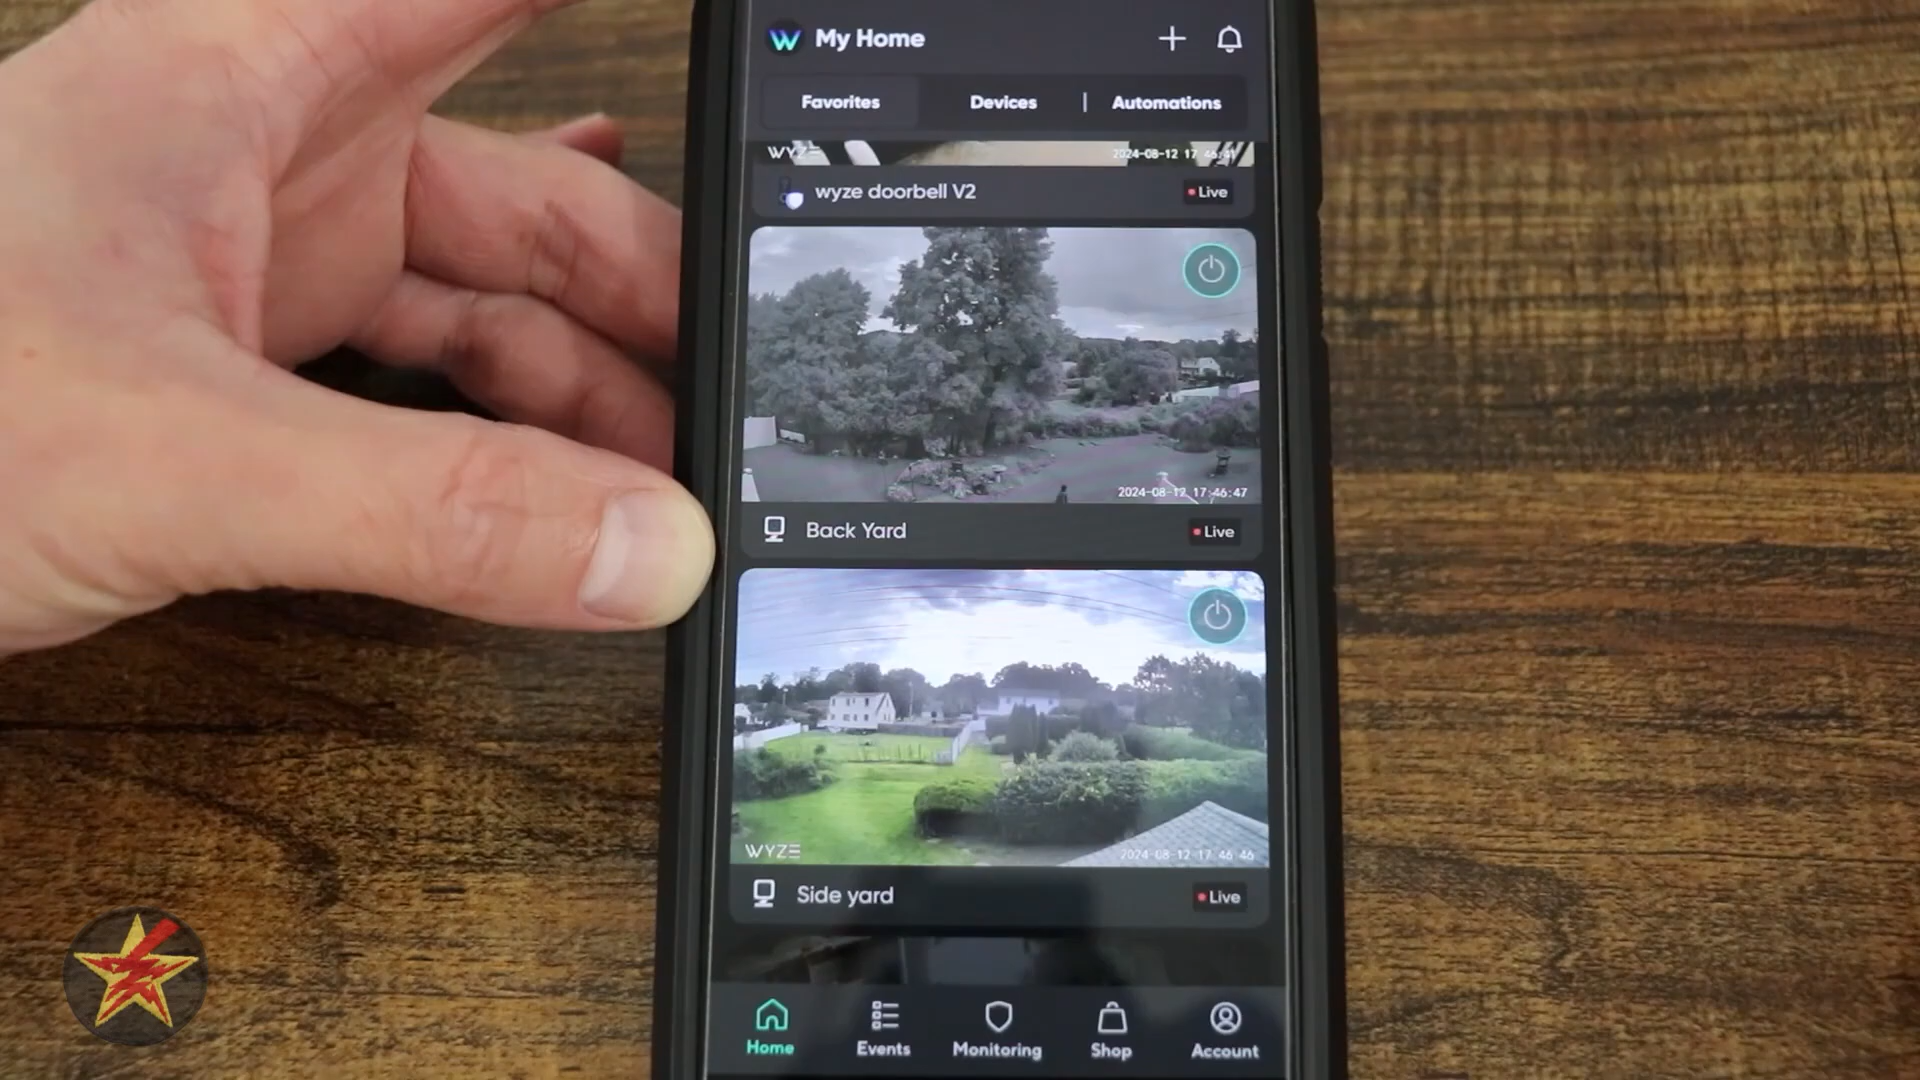 W My Home
Favorites Devices | Automations
WYZE 2024-08-12 17:46:41
wyze doorbell V2 Live
2024-08-12 17:46:47
Back Yard Live
WYZE 2024-08-12 17:46:46
Side yard Live
Home Events Monitoring Shop Account